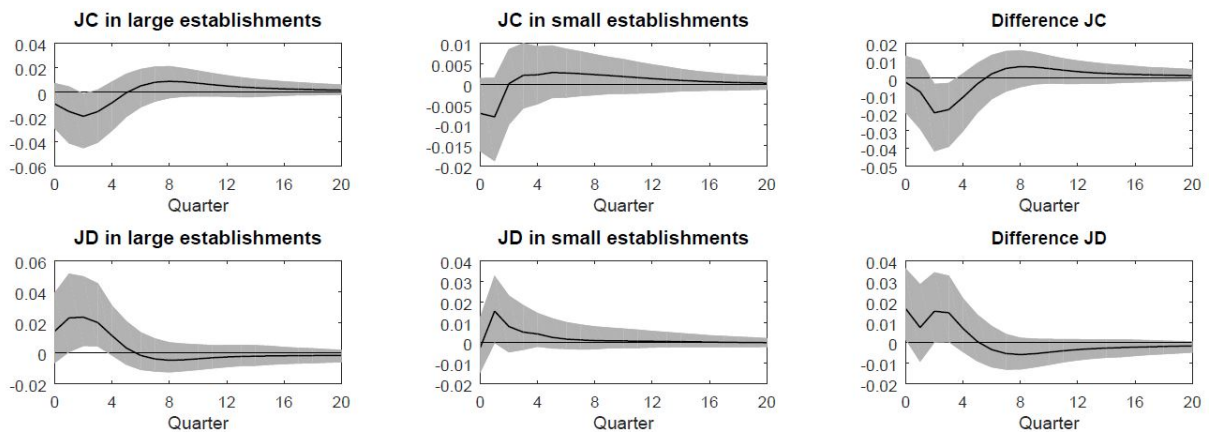 JC in large establishments
0.04
0.02
0
-0.02
-0.04
-0.06
0 4 8 12 16 20
Quarter
JC in small establishments
0.01
0.005
0
-0.005
-0.01
-0.015
-0.02
0 4 8 12 16 20
Quarter
Difference JC
0.02
0.01
0
-0.01
-0.02
-0.03
-0.04
-0.05
0 4 8 12 16 20
Quarter
JD in large establishments
0.06
0.04
0.02
0
-0.02
0 4 8 12 16 20
Quarter
JD in small establishments
0.04
0.03
0.02
0.01
0
-0.01
-0.02
0 4 8 12 16 20
Quarter
Difference JD
0.04
0.03
0.02
0.01
0
-0.01
-0.02
0 4 8 12 16 20
Quarter